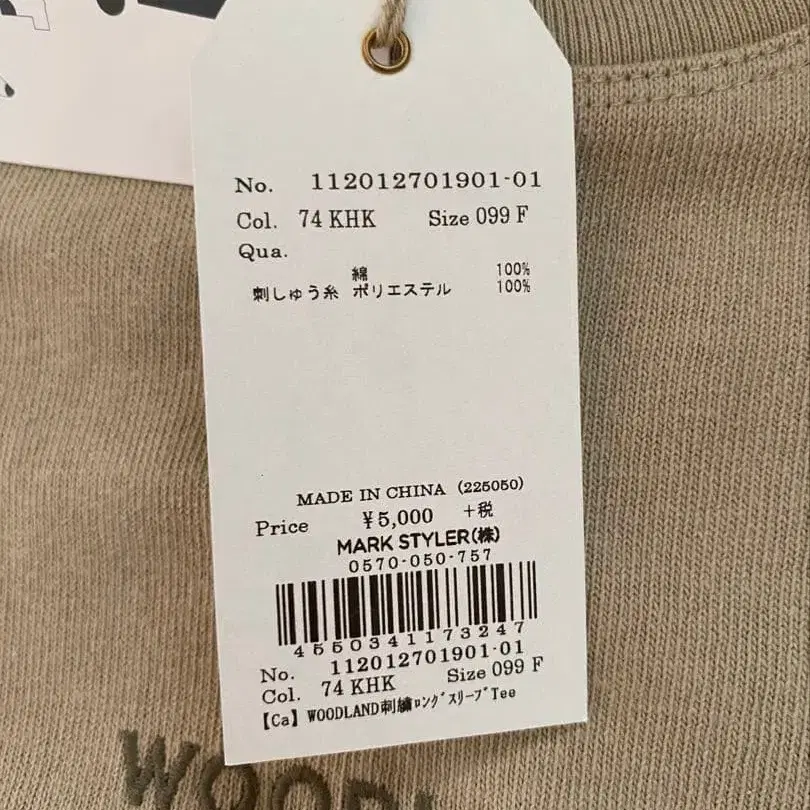 No. 112012701901-01
Col. 74 KHK Size 099 F
Qua.
綿 100%
刺しゅう糸 ポリエステル 100%
MADE IN CHINA (225050)
Price ¥5,000 +税
MARK STYLER(株)
0570-050-757
4550341173247
No. 112012701901-01
Col. 74 KHK Size 099 F
【Ca】WOODLAND刺繍ﾛﾝｸﾞｽﾘｰﾌﾞTee
WOODL